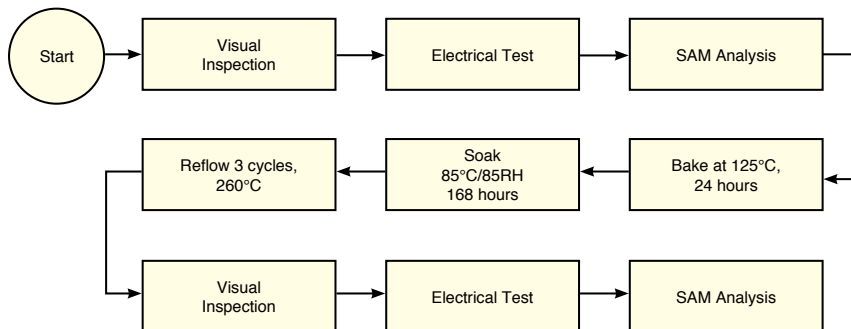 Start
Visual
Inspection
Electrical Test
SAM Analysis
Bake at 125°C,
24 hours
Soak
85°C/85RH
168 hours
Reflow 3 cycles,
260°C
Visual
Inspection
Electrical Test
SAM Analysis